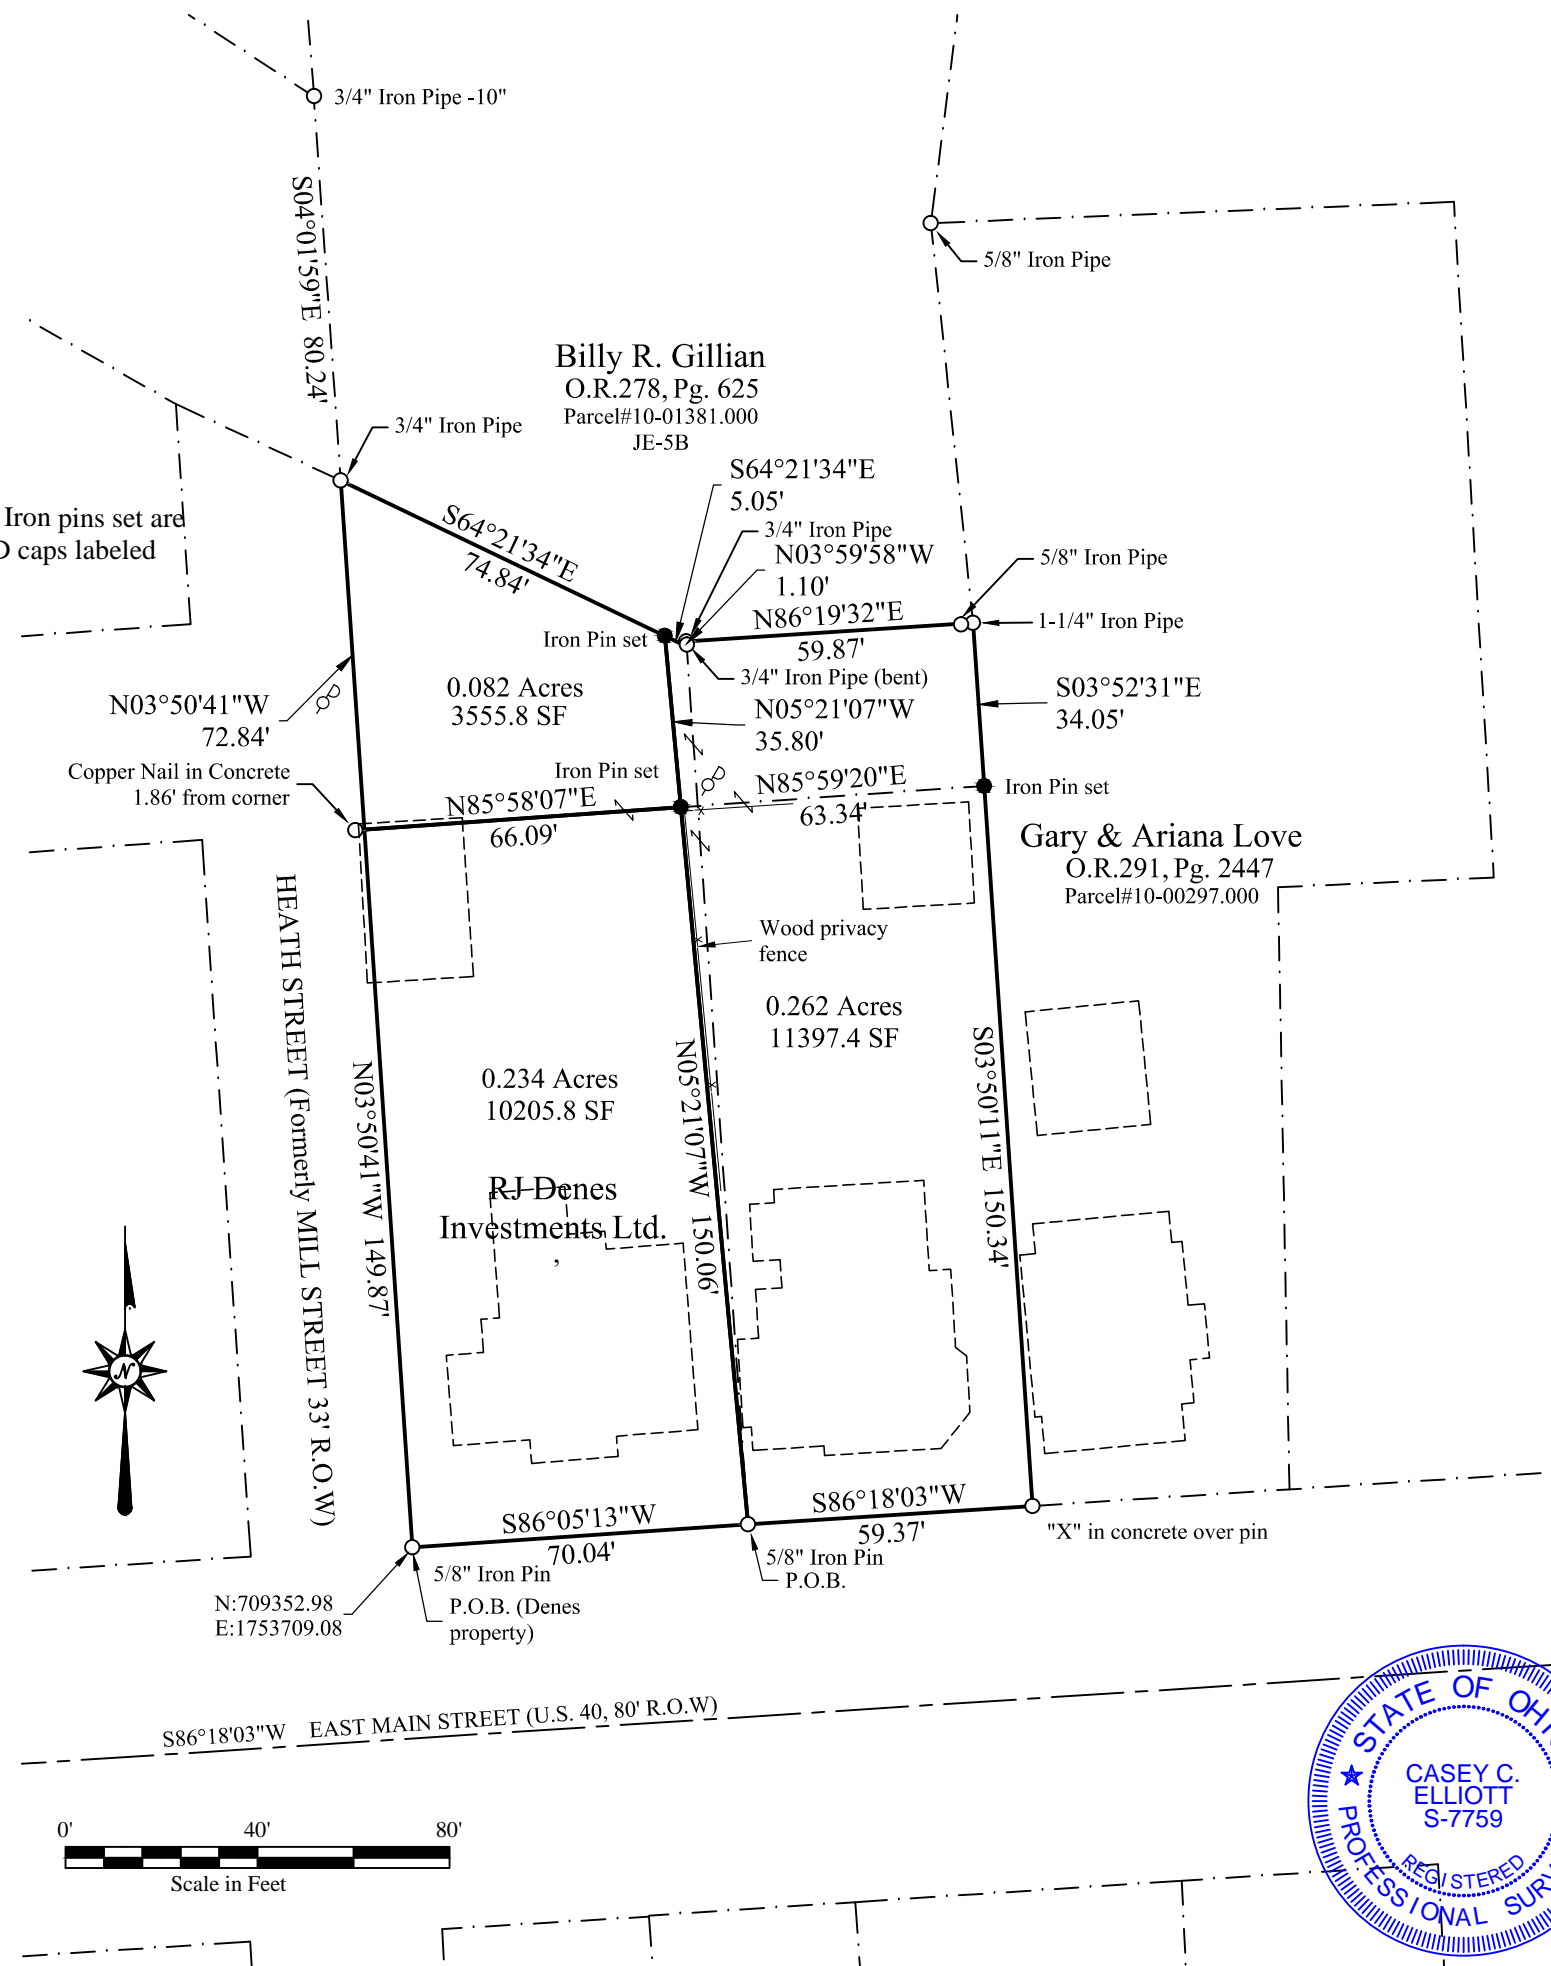 3/4" Iron Pipe -10"
S04°01'59"E 80.24'
5/8" Iron Pipe
Billy R. Gillian
O.R.278, Pg. 625
Parcel#10-01381.000
JE-5B
3/4" Iron Pipe
S64°21'34"E
5.05'
Iron pins set are
D caps labeled
S64°21'34"E
74.84'
3/4" Iron Pipe
N03°59'58"W
1.10'
5/8" Iron Pipe
N86°19'32"E
59.87'
1-1/4" Iron Pipe
Iron Pin set
3/4" Iron Pipe (bent)
0.082 Acres
3555.8 SF
N03°50'41"W
72.84'
S03°52'31"E
34.05'
N05°21'07"W
35.80'
Copper Nail in Concrete
1.86' from corner
Iron Pin set
N85°58'07"E
66.09'
N85°59'20"E
63.34'
Iron Pin set
Gary & Ariana Love
O.R.291, Pg. 2447
Parcel#10-00297.000
Wood privacy
fence
HEATH STREET (Formerly MILL STREET 33' R.O.W)
N03°50'41"W 149.87'
0.234 Acres
10205.8 SF
N05°21'07"W 150.06'
0.262 Acres
11397.4 SF
S03°50'11"E 150.34'
RJ Denes
Investments Ltd.
,
N
S86°05'13"W
70.04'
S86°18'03"W
59.37'
"X" in concrete over pin
5/8" Iron Pin
P.O.B. (Denes
property)
5/8" Iron Pin
P.O.B.
N:709352.98
E:1753709.08
S86°18'03"W EAST MAIN STREET (U.S. 40, 80' R.O.W)
0' 40' 80'
Scale in Feet
STATE OF OHIO
CASEY C.
ELLIOTT
S-7759
REGISTERED
PROFESSIONAL SURV